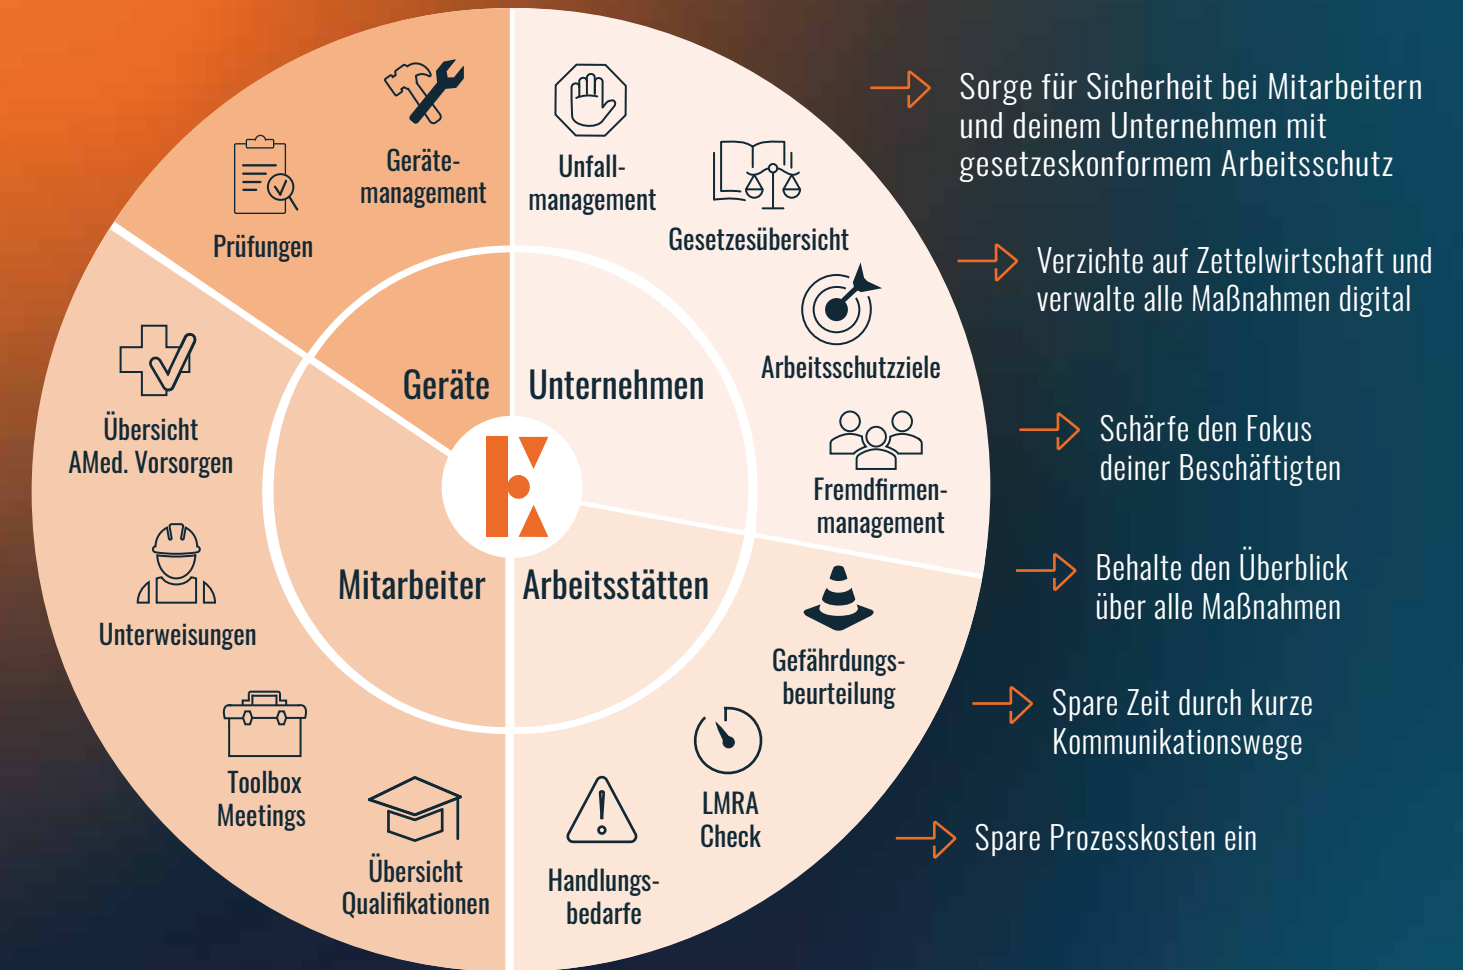 Geräte-
management
Prüfungen
Unfall-
management
Gesetzesübersicht
Arbeitsschutzziele
Fremdfirmen-
management
Geräte
Unternehmen
Mitarbeiter
Arbeitsstätten
Übersicht
AMed. Vorsorgen
Unterweisungen
Toolbox
Meetings
Übersicht
Qualifikationen
Gefährdungs-
beurteilung
LMRA
Check
Handlungs-
bedarfe
Sorge für Sicherheit bei Mitarbeitern
und deinem Unternehmen mit
gesetzeskonformem Arbeitsschutz
Verzichte auf Zettelwirtschaft und
verwalte alle Maßnahmen digital
Schärfe den Fokus
deiner Beschäftigten
Behalte den Überblick
über alle Maßnahmen
Spare Zeit durch kurze
Kommunikationswege
Spare Prozesskosten ein